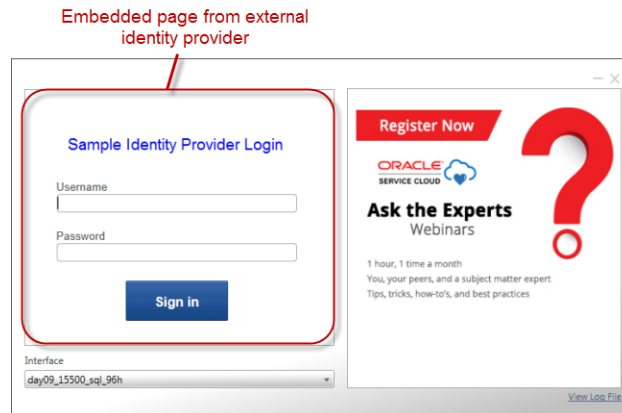 Embedded page from external
identity provider
Sample Identity Provider Login
Username
Password
Sign in
Interface
day09_15500_sql_96h
Register Now
ORACLE
SERVICE CLOUD
Ask the Experts
Webinars
1 hour, 1 time a month
You, your peers, and a subject matter expert
Tips, tricks, how-to's, and best practices
View Log File